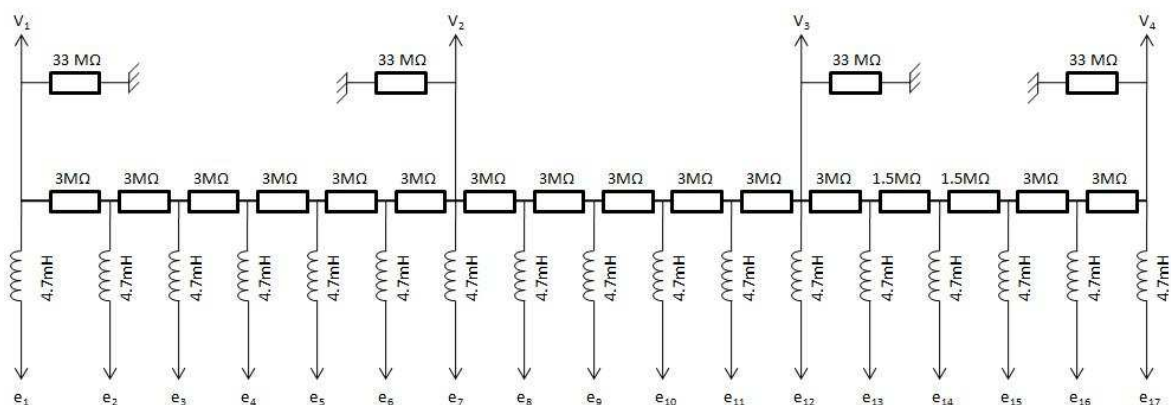 V₁ V₂ V₃ V₄
33 MΩ 33 MΩ 33 MΩ 33 MΩ
3MΩ 3MΩ 3MΩ 3MΩ 3MΩ 3MΩ 3MΩ 3MΩ 3MΩ 3MΩ 3MΩ 3MΩ 1.5MΩ 1.5MΩ 3MΩ 3MΩ
4.7mH 4.7mH 4.7mH 4.7mH 4.7mH 4.7mH 4.7mH 4.7mH 4.7mH 4.7mH 4.7mH 4.7mH 4.7mH 4.7mH 4.7mH 4.7mH 4.7mH
e₁ e₂ e₃ e₄ e₅ e₆ e₇ e₈ e₉ e₁₀ e₁₁ e₁₂ e₁₃ e₁₄ e₁₅ e₁₆ e₁₇